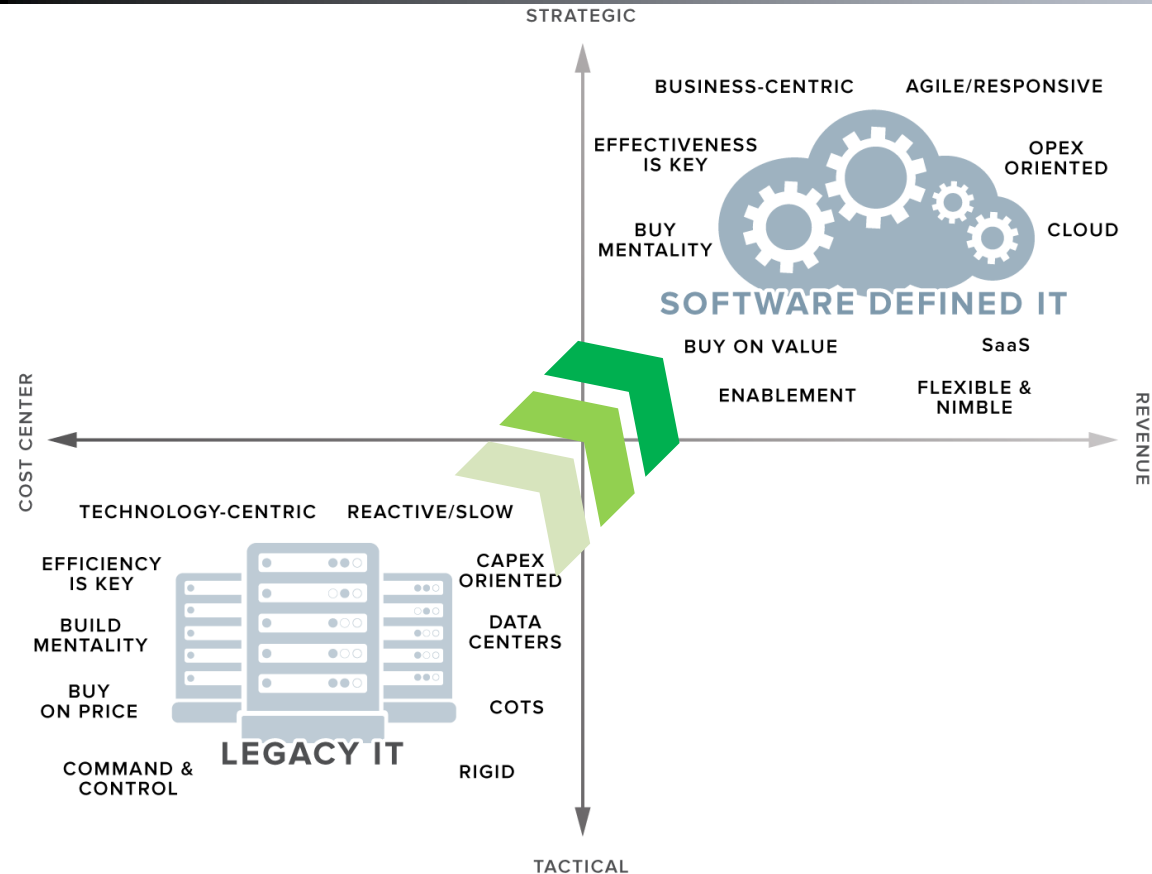 STRATEGIC
BUSINESS-CENTRIC
AGILE/RESPONSIVE
EFFECTIVENESS
IS KEY
OPEX
ORIENTED
BUY
MENTALITY
CLOUD
SOFTWARE DEFINED IT
BUY ON VALUE
SaaS
ENABLEMENT
FLEXIBLE &
NIMBLE
COST CENTER
REVENUE
TECHNOLOGY-CENTRIC
REACTIVE/SLOW
EFFICIENCY
IS KEY
CAPEX
ORIENTED
BUILD
MENTALITY
DATA
CENTERS
BUY
ON PRICE
COTS
LEGACY IT
COMMAND &
CONTROL
RIGID
TACTICAL